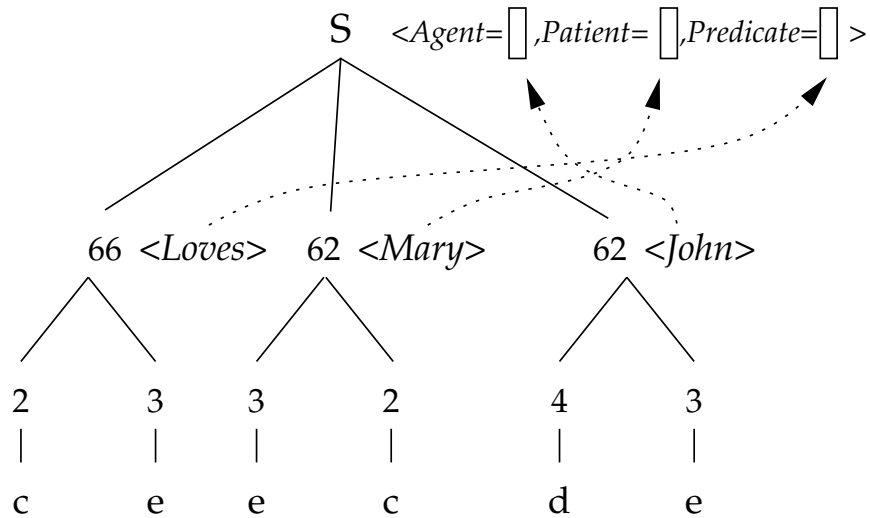 S <Agent= ,Patient= ,Predicate= >
66 <Loves> 62 <Mary> 62 <John>
2 3 3 2 4 3
c e e c d e